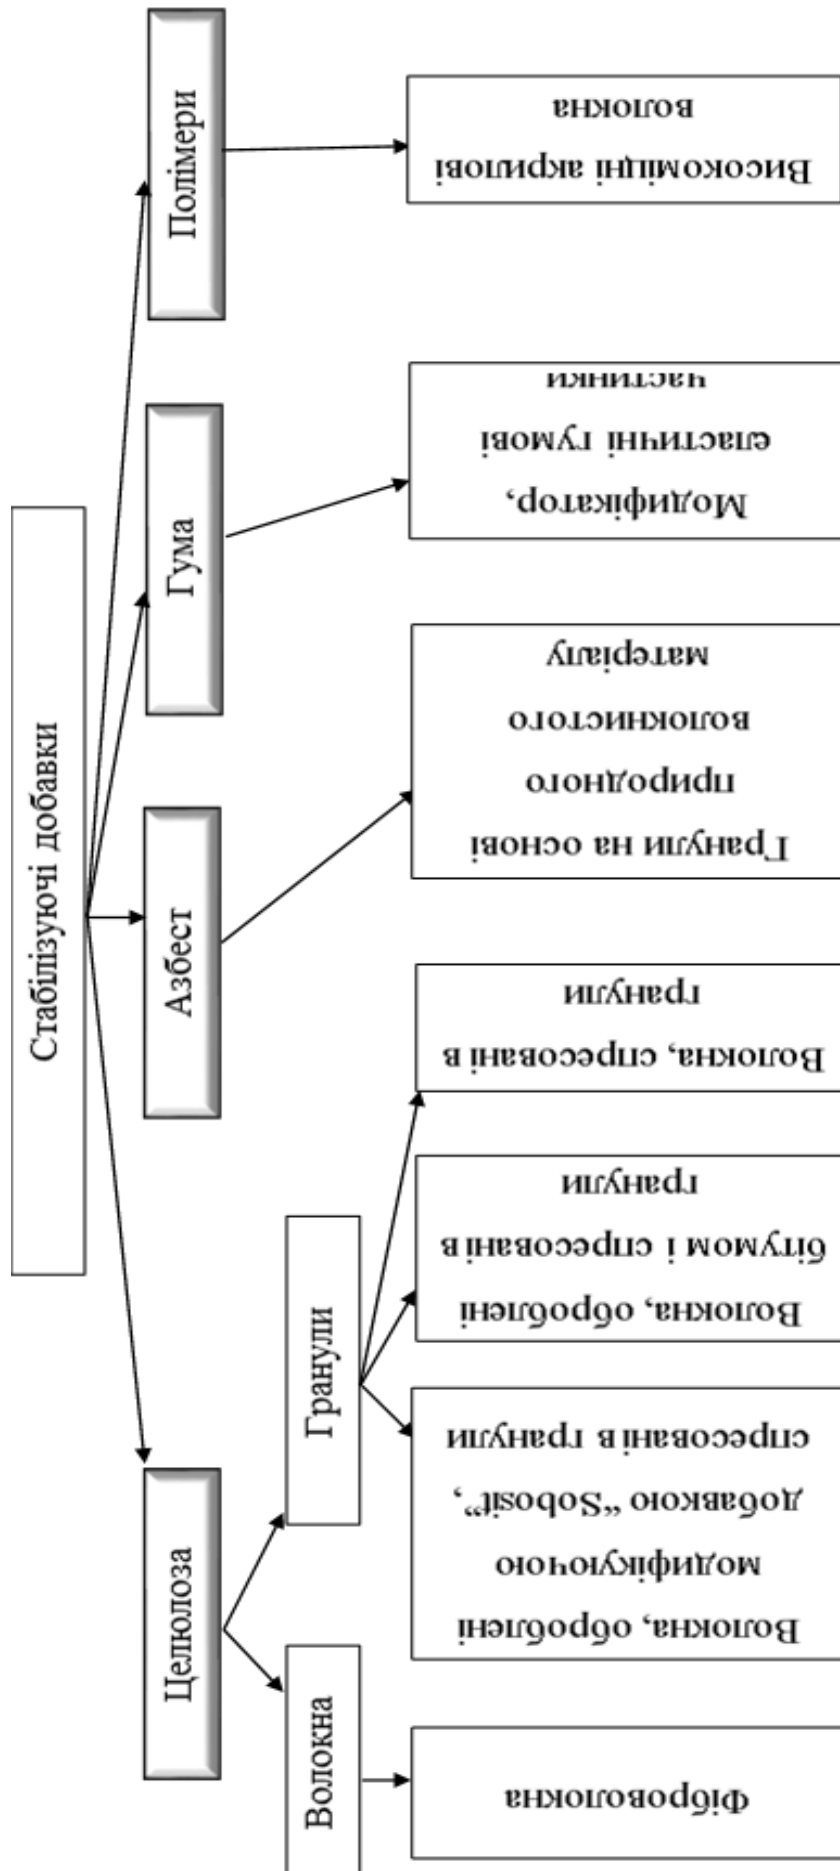 Стабілізуючі добавки
Целюлоза
Азбест
Гума
Полімери
Волокна
Гранули
Фіброволокна
Волокна, оброблені
модифікуючою
добавкою “Sobosit”,
спресовані в гранули
Волокна, оброблені
бітумом і спресовані в
гранули
Волокна, спресовані в
гранули
Гранули на основі
природного
волокнистого
матеріалу
Модифікатор,
еластичні гумові
частинки
Високоміцні акрилові
волокна